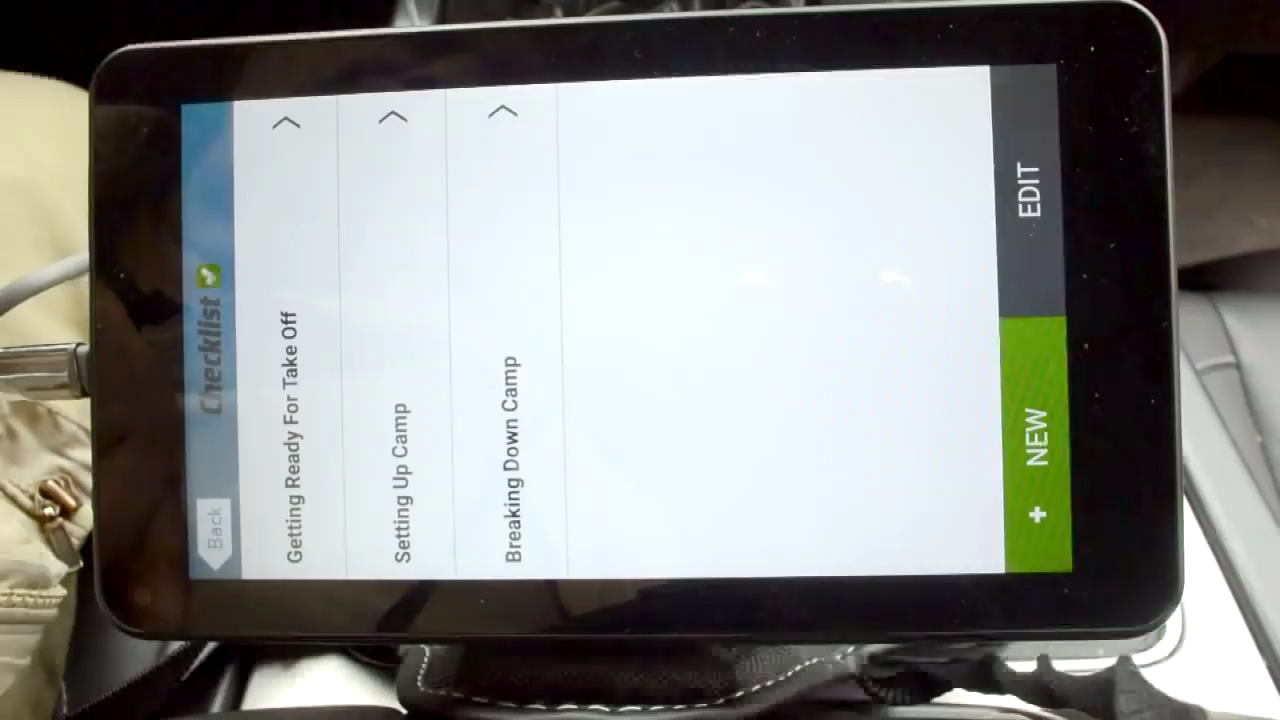 Back
Checklist
Getting Ready For Take Off
Setting Up Camp
Breaking Down Camp
+ NEW
EDIT